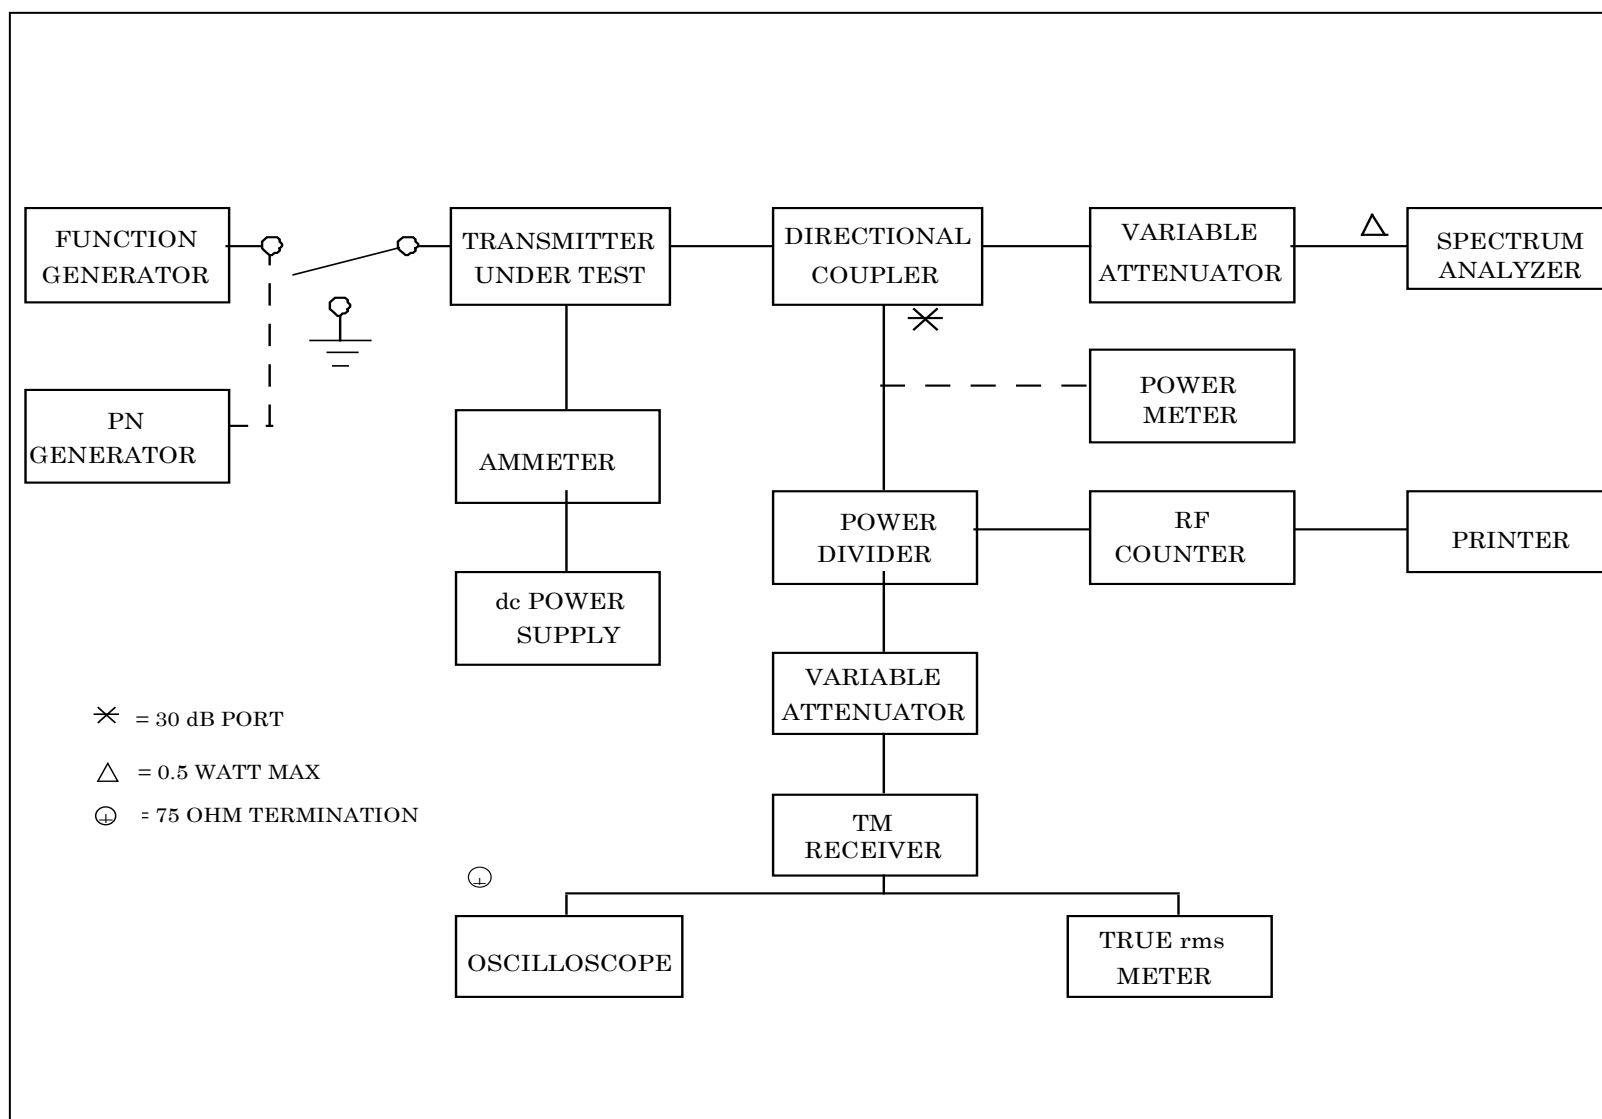 FUNCTION
GENERATOR
TRANSMITTER
UNDER TEST
DIRECTIONAL
COUPLER
VARIABLE
ATTENUATOR
SPECTRUM
ANALYZER
PN
GENERATOR
AMMETER
POWER
METER
dc POWER
SUPPLY
POWER
DIVIDER
RF
COUNTER
PRINTER
VARIABLE
ATTENUATOR
= 30 dB PORT
= 0.5 WATT MAX
= 75 OHM TERMINATION
TM
RECEIVER
OSCILLOSCOPE
TRUE rms
METER